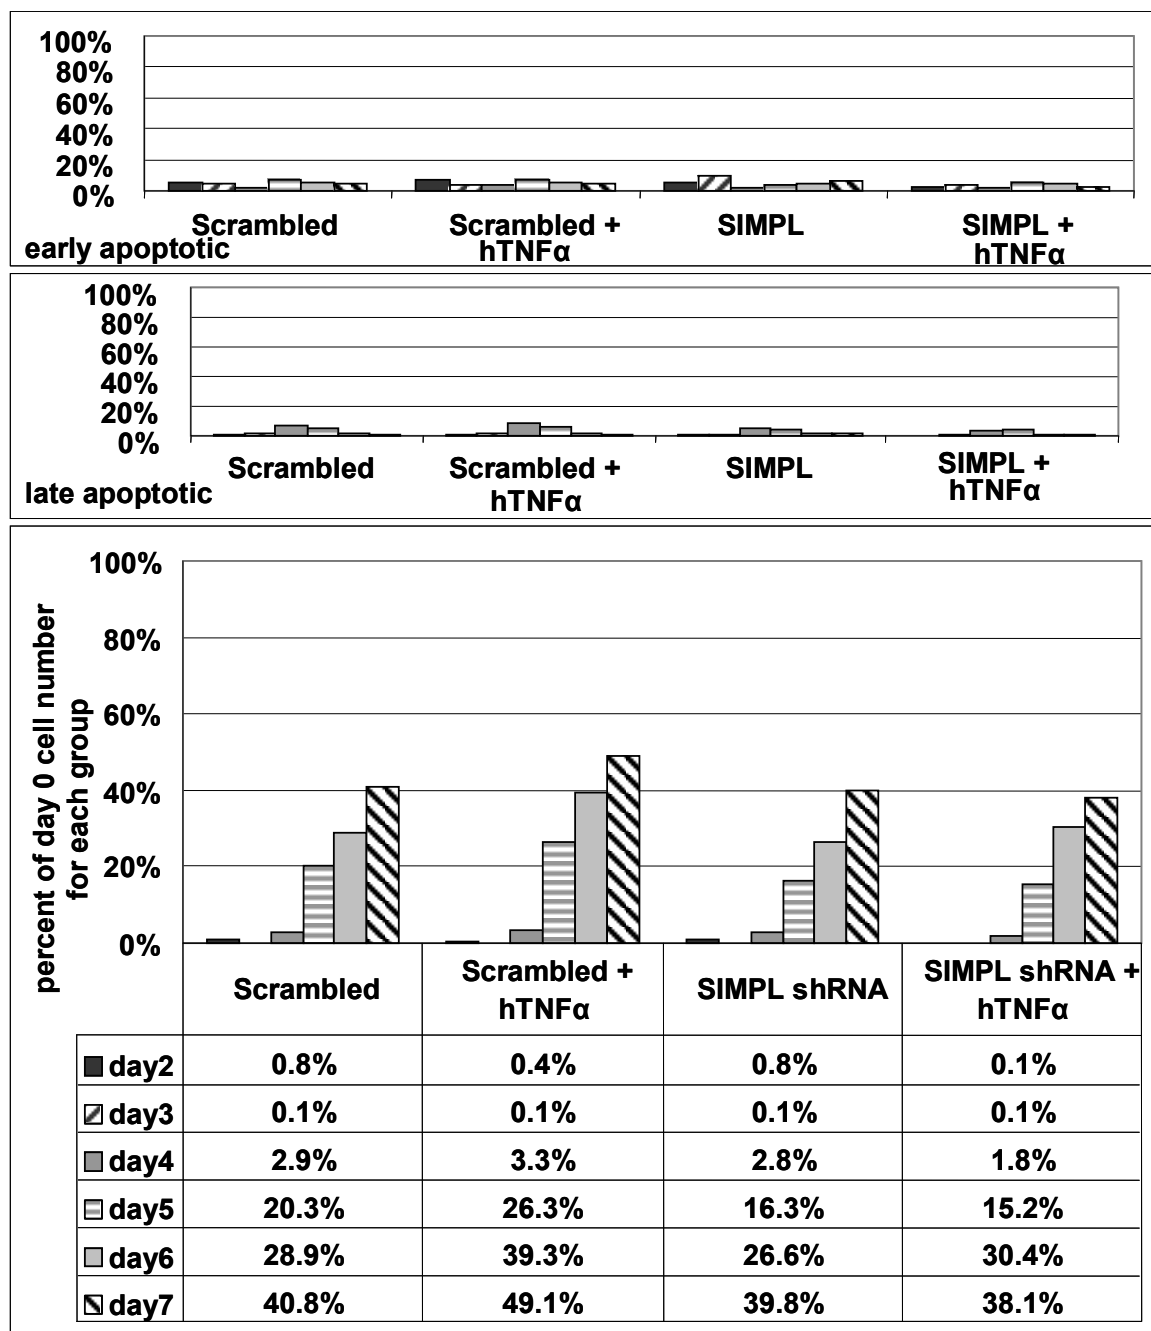 100%
80%
60%
40%
20%
0%
Scrambled
Scrambled +
hTNFα
SIMPL
SIMPL +
hTNFα
early apoptotic
100%
80%
60%
40%
20%
0%
Scrambled
Scrambled +
hTNFα
SIMPL
SIMPL +
hTNFα
late apoptotic
percent of day 0 cell number
for each group
100%
80%
60%
40%
20%
0%
Scrambled
Scrambled +
hTNFα
SIMPL shRNA
SIMPL shRNA +
hTNFα
day2 0.8% 0.4% 0.8% 0.1%
day3 0.1% 0.1% 0.1% 0.1%
day4 2.9% 3.3% 2.8% 1.8%
day5 20.3% 26.3% 16.3% 15.2%
day6 28.9% 39.3% 26.6% 30.4%
day7 40.8% 49.1% 39.8% 38.1%